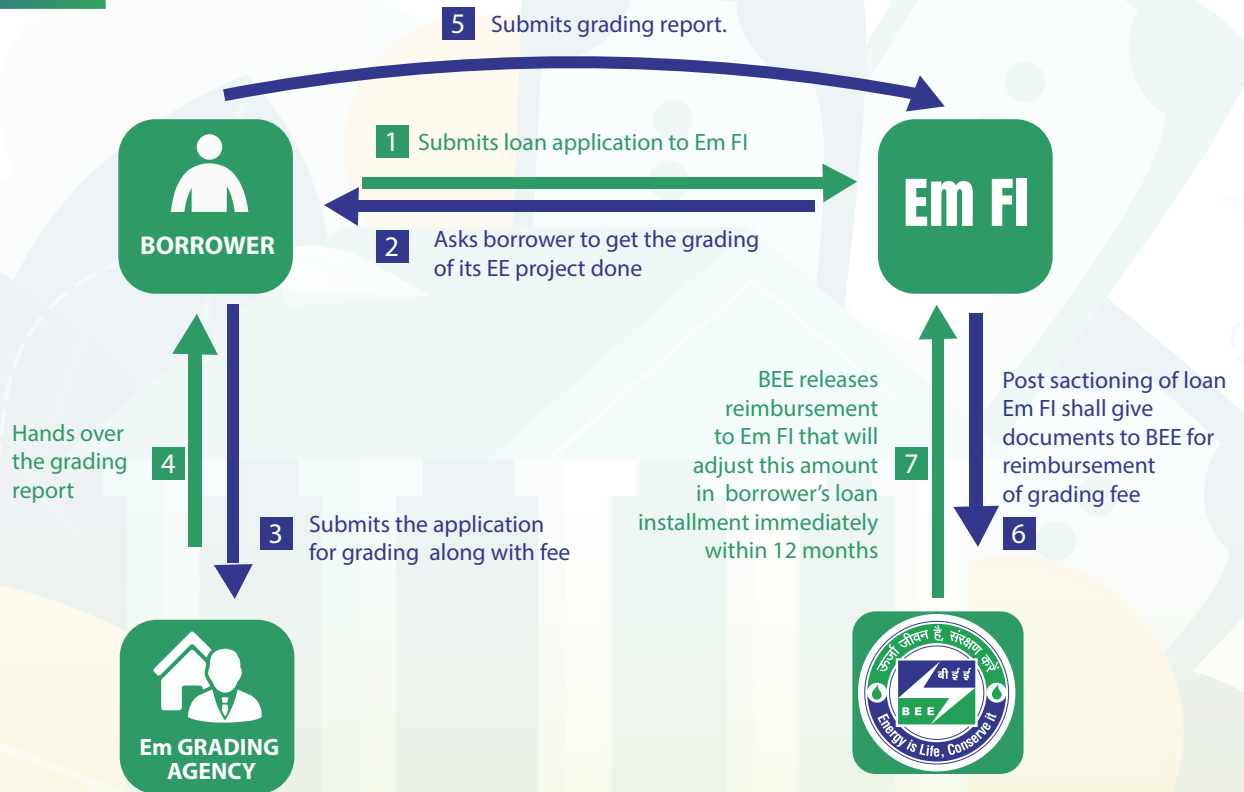 5 Submits grading report.
1 Submits loan application to Em FI
BORROWER
Em FI
2 Asks borrower to get the grading
of its EE project done
Hands over
the grading
report
4
3 Submits the application
for grading along with fee
BEE releases
reimbursement
to Em FI that will
adjust this amount
in borrower's loan
installment immediately
within 12 months
7
Post sactioning of loan
Em FI shall give
documents to BEE for
reimbursement
of grading fee
6
Em GRADING
AGENCY
ऊर्जा जीवन है, संरक्षण करें
बी ई ई
BEE
Energy is Life, Conserve it